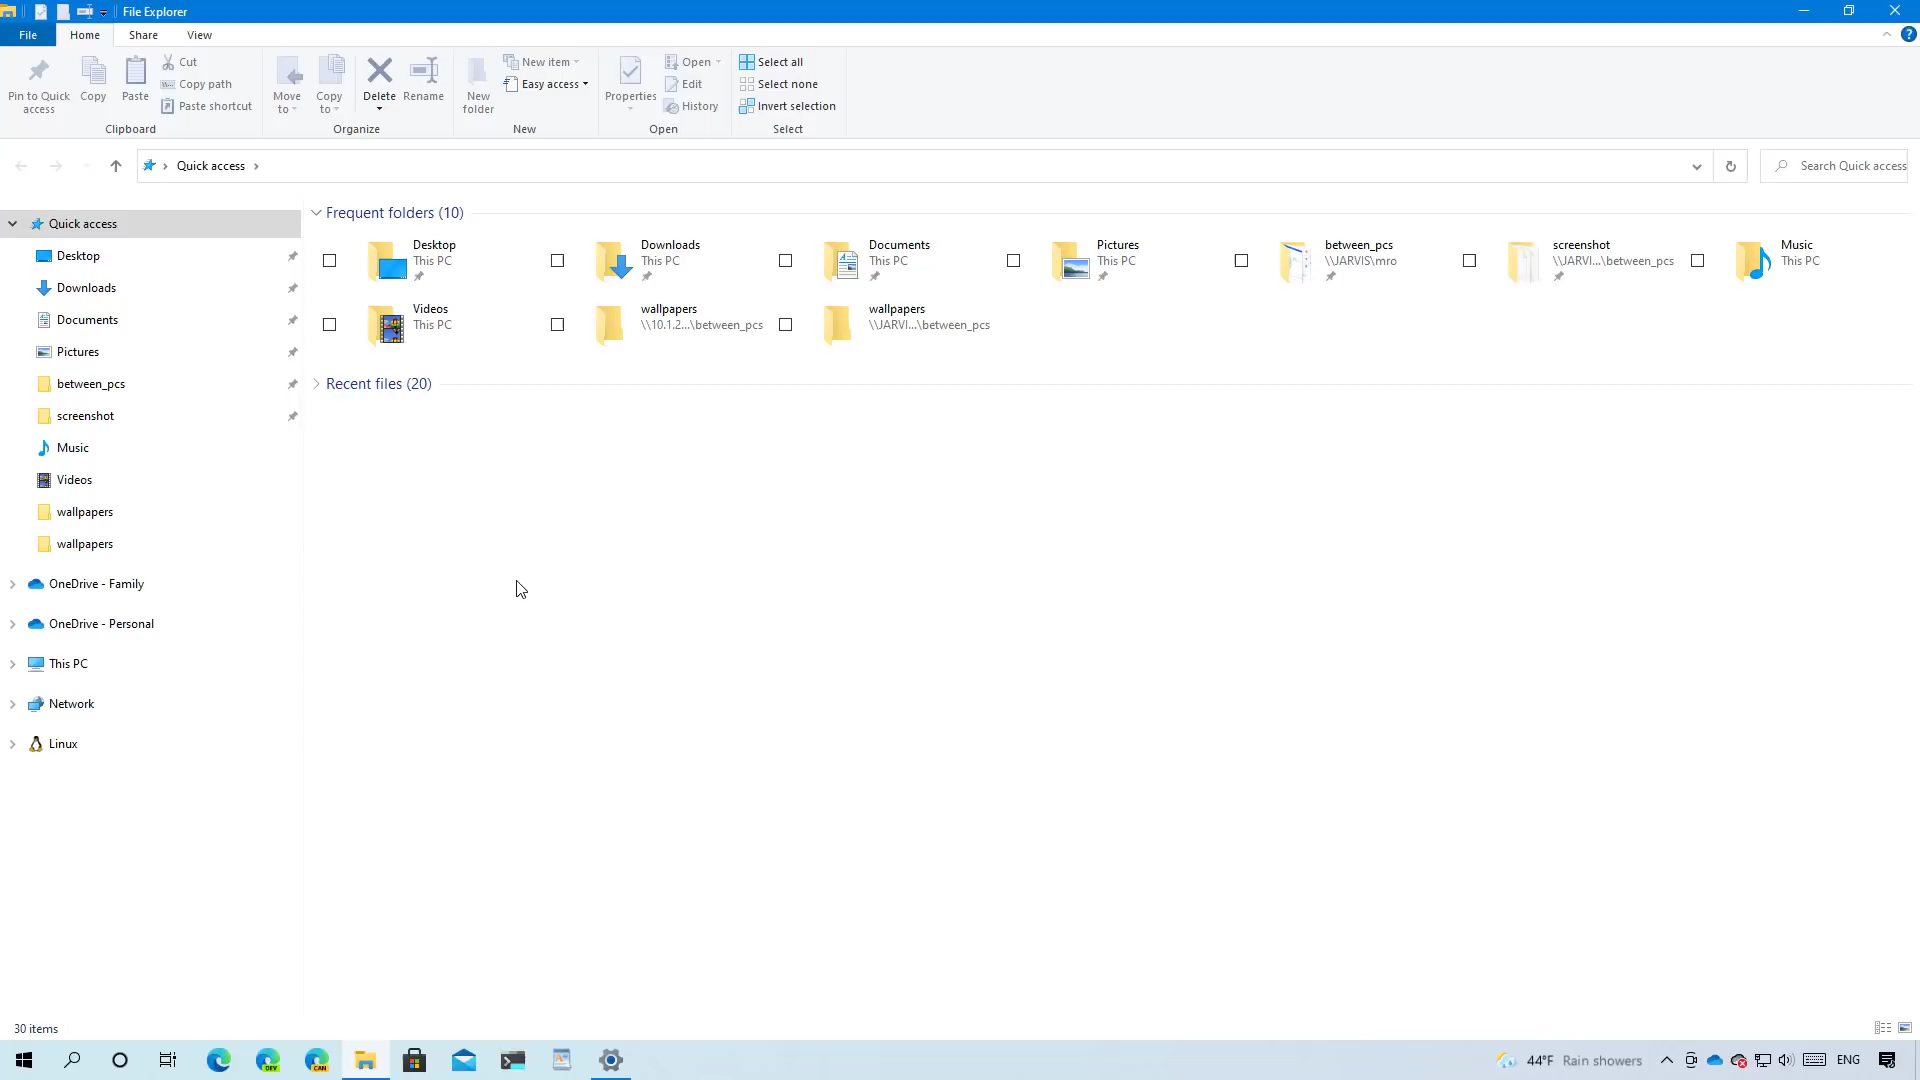 File Explorer
File Home Share View
Pin to Quick access
Copy
Paste
Cut
Copy path
Paste shortcut
Clipboard
Move to
Copy to
Delete
Rename
Organize
New folder
New item
Easy access
New
Properties
Open
Edit
History
Open
Select all
Select none
Invert selection
Select
Quick access
Search Quick access
Quick access
Desktop
Downloads
Documents
Pictures
between_pcs
screenshot
Music
Videos
wallpapers
wallpapers
OneDrive - Family
OneDrive - Personal
This PC
Network
Linux
Frequent folders (10)
Desktop
This PC
Downloads
This PC
Documents
This PC
Pictures
This PC
between_pcs
\\JARVIS\mro
screenshot
\\JARVI...\between_pcs
Music
This PC
Videos
This PC
wallpapers
\\10.1.2...\between_pcs
wallpapers
\\JARVI...\between_pcs
Recent files (20)
30 items
DEV
CAN
44°F Rain showers
ENG